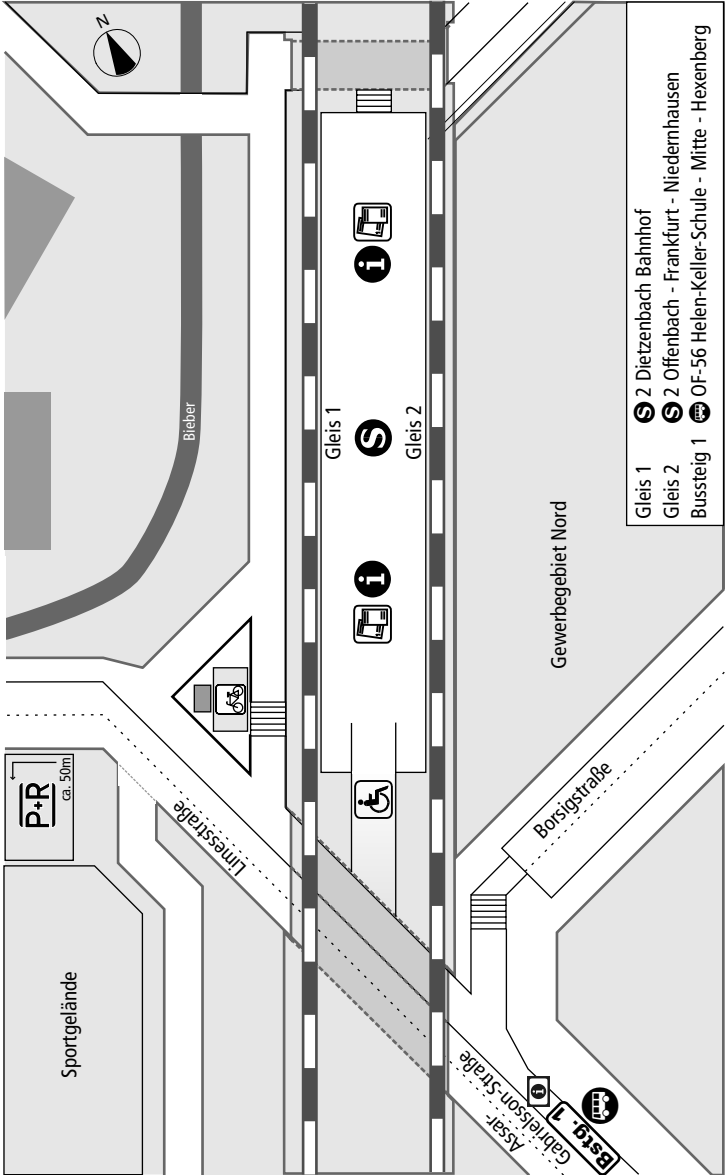 N
Bieber
Gleis 1
Gleis 2
S
i
i
Gewerbegebiet Nord
P+R
ca. 50m
Limesstraße
Borsigstraße
Sportgelände
Assar-
Gabrielsson-Straße
i
Bstg. 1
Gleis 1 S 2 Dietzenbach Bahnhof
Gleis 2 S 2 Offenbach - Frankfurt - Niedernhausen
Bussteig 1 OF-56 Helen-Keller-Schule - Mitte - Hexenberg